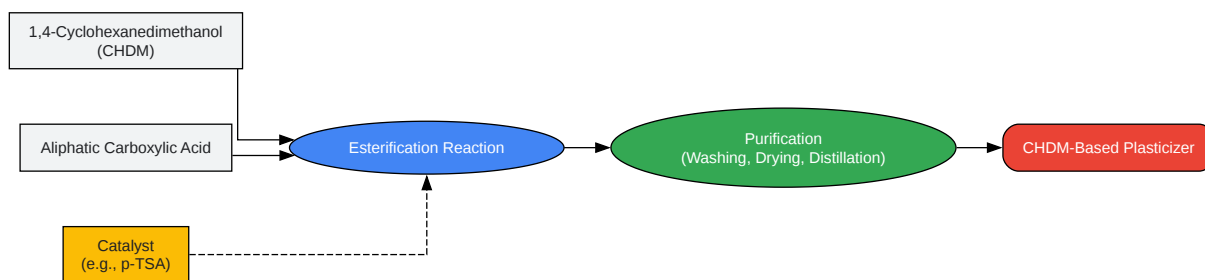 1,4-Cyclohexanedimethanol
(CHDM)
Aliphatic Carboxylic Acid
Esterification Reaction
Purification
(Washing, Drying, Distillation)
CHDM-Based Plasticizer
Catalyst
(e.g., p-TSA)